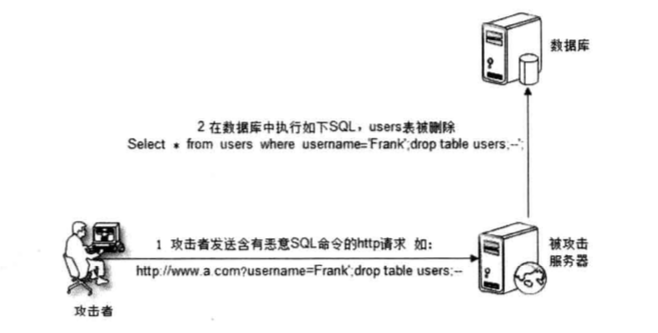 数据库
2 在数据库中执行如下SQL，users表被删除
Select * from users where username='Frank';drop table users;--';
1 攻击者发送含有恶意SQL命令的http请求 如：
http://www.a.com?username=Frank';drop table users;--
被攻击
服务器
攻击者